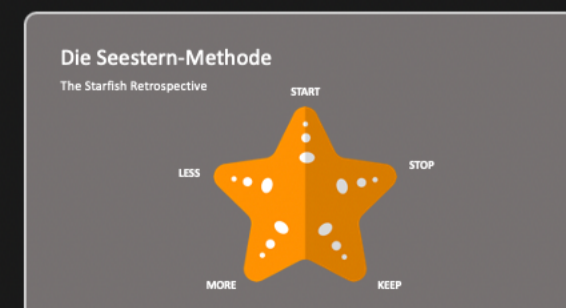 Die Seestern-Methode
The Starfish Retrospective
START
LESS
STOP
MORE
KEEP